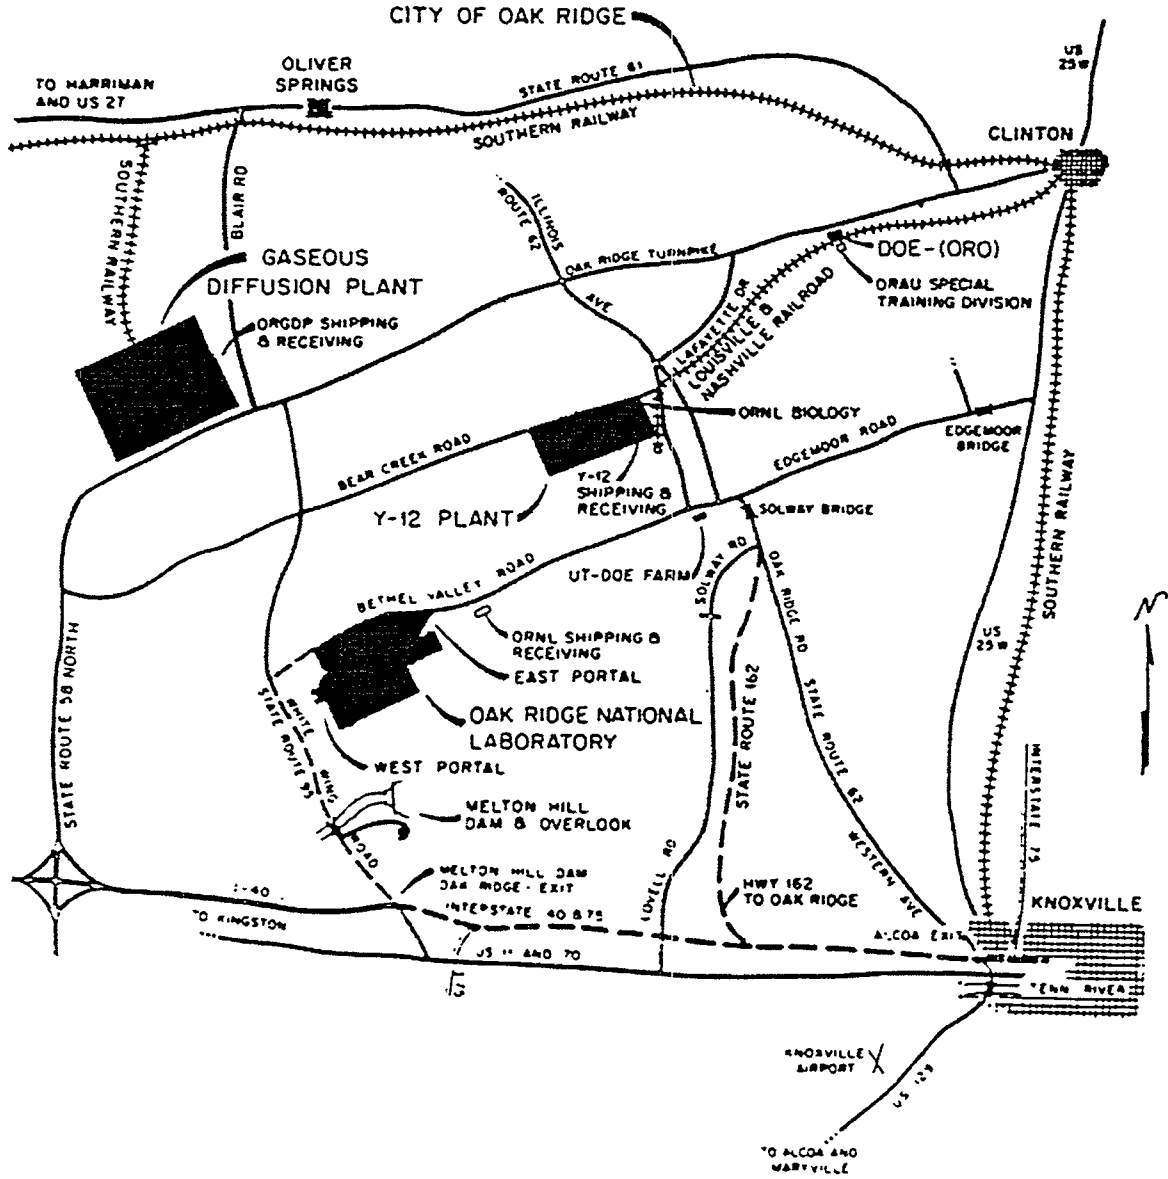 CITY OF OAK RIDGE
US
25W
OLIVER
SPRINGS
TO HARRIMAN
AND US 27
STATE ROUTE 61
SOUTHERN RAILWAY
CLINTON
SOUTHERN RAILWAY
BLAIR RD
ILLINOIS
AVE
ROUTE 62
OAK RIDGE TURNPIKE
DOE-(ORO)
ORAU SPECIAL
TRAINING DIVISION
GASEOUS
DIFFUSION PLANT
ORGDP SHIPPING
& RECEIVING
LAFAYETTE DR
LOUISVILLE &
NASHVILLE RAILROAD
ORNL BIOLOGY
EDGEMOOR ROAD
EDGEMOOR
BRIDGE
BEAR CREEK ROAD
Y-12
SHIPPING &
RECEIVING
Y-12 PLANT
SOLWAY BRIDGE
SOUTHERN RAILWAY
UT-DOE FARM
SOLWAY RD
OAK RIDGE RD
BETHEL VALLEY ROAD
ORNL SHIPPING &
RECEIVING
EAST PORTAL
US
25W
N
STATE ROUTE 58 NORTH
OAK RIDGE NATIONAL
LABORATORY
WEST PORTAL
WHITE WING ROAD
STATE ROUTE 95
STATE ROUTE 162
STATE ROUTE 62
INTERSTATE 75
MELTON HILL
DAM & OVERLOOK
WESTERN AVE
LOVELL RD
MELTON HILL DAM
OAK RIDGE - EXIT
HWY 162
TO OAK RIDGE
KNOXVILLE
I-40
INTERSTATE 40 & 75
TO KINGSTON
ALCOA EXIT
US 11 AND 70
TENN RIVER
KNOXVILLE
AIRPORT
US 129
TO ALCOA AND
MARYVILLE